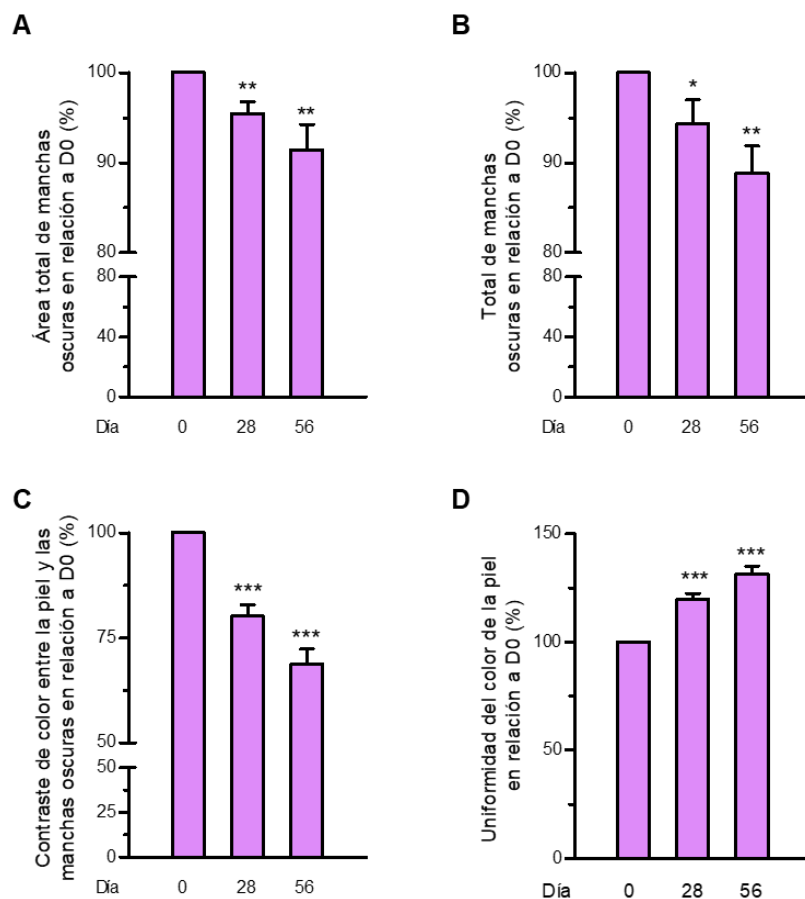 A
Área total de manchas
oscuras en relación a D0 (%)
100
90
80
80
40
0
**
**
Día 0 28 56
B
Total de manchas
oscuras en relación a D0 (%)
100
90
80
80
40
0
*
**
Día 0 28 56
C
Contraste de color entre la piel y las
manchas oscuras en relación a D0 (%)
100
75
50
50
25
0
***
***
Día 0 28 56
D
Uniformidad del color de la piel
en relación a D0 (%)
150
100
50
0
***
***
Día 0 28 56